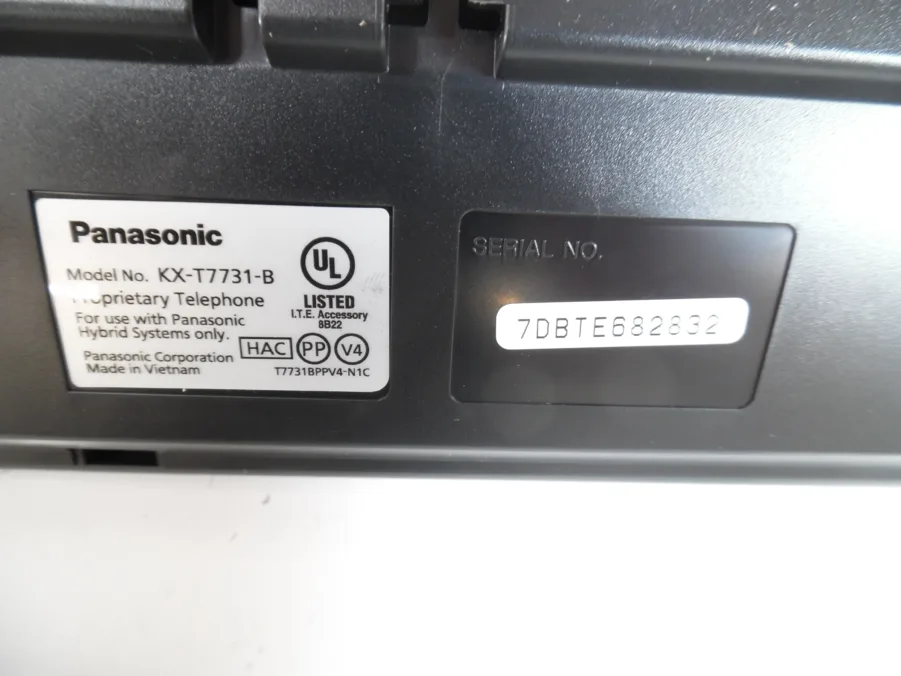 Panasonic
Model No. KX-T7731-B
Proprietary Telephone
For use with Panasonic
Hybrid Systems only.
Panasonic Corporation
Made in Vietnam
UL
LISTED
I.T.E. Accessory
8B22
HAC PP V4
T7731BPPV4-N1C
SERIAL NO.
7DBTE682832